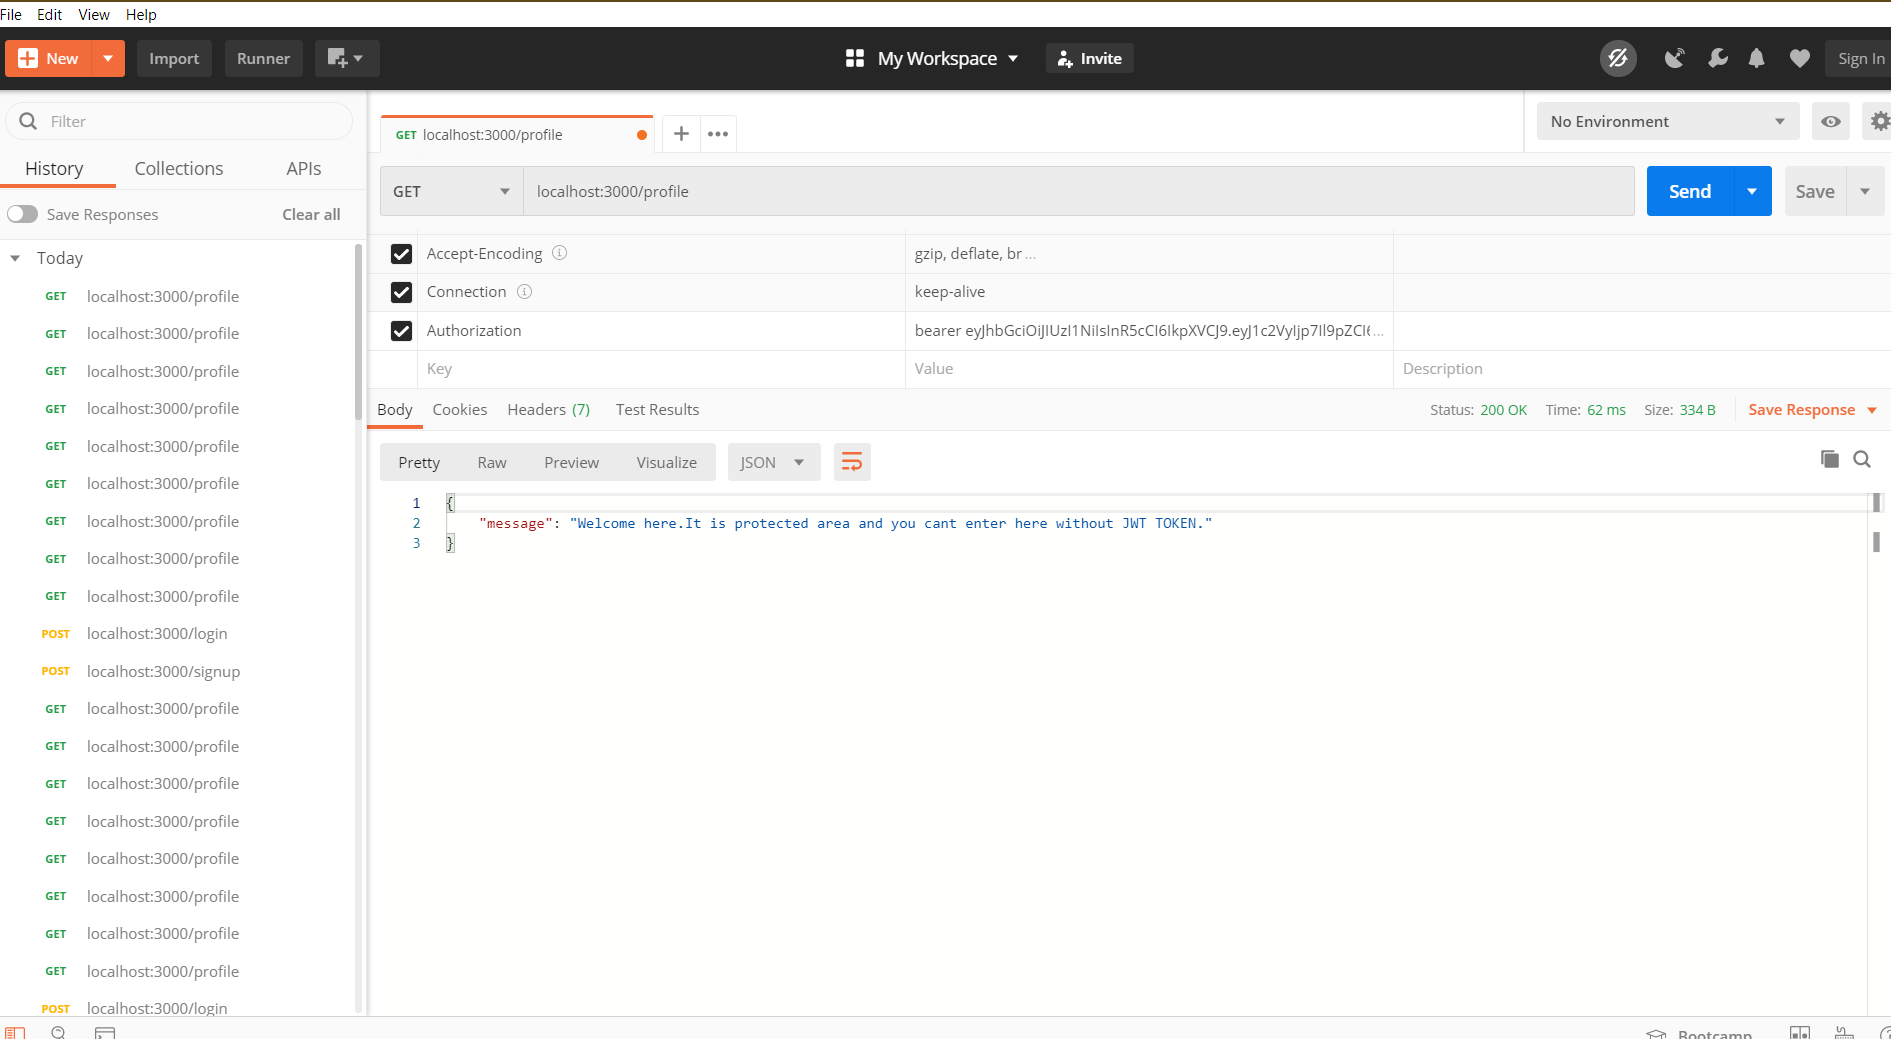 File Edit View Help
New Import Runner My Workspace Invite Sign In
Filter
History Collections APIs
Save Responses Clear all
Today
GET localhost:3000/profile
GET localhost:3000/profile
GET localhost:3000/profile
GET localhost:3000/profile
GET localhost:3000/profile
GET localhost:3000/profile
GET localhost:3000/profile
GET localhost:3000/profile
GET localhost:3000/profile
POST localhost:3000/login
POST localhost:3000/signup
GET localhost:3000/profile
GET localhost:3000/profile
GET localhost:3000/profile
GET localhost:3000/profile
GET localhost:3000/profile
GET localhost:3000/profile
GET localhost:3000/profile
GET localhost:3000/profile
POST localhost:3000/login
GET localhost:3000/profile
No Environment
GET localhost:3000/profile Send Save
Accept-Encoding gzip, deflate, br ...
Connection keep-alive
Authorization bearer ...
Key Value Description
Body Cookies Headers (7) Test Results Status: 200 OK Time: 62 ms Size: 334 B Save Response
Pretty Raw Preview Visualize JSON
1 {
2 "message": "Welcome here.It is protected area and you cant enter here without JWT TOKEN."
3 }
Bootcamp